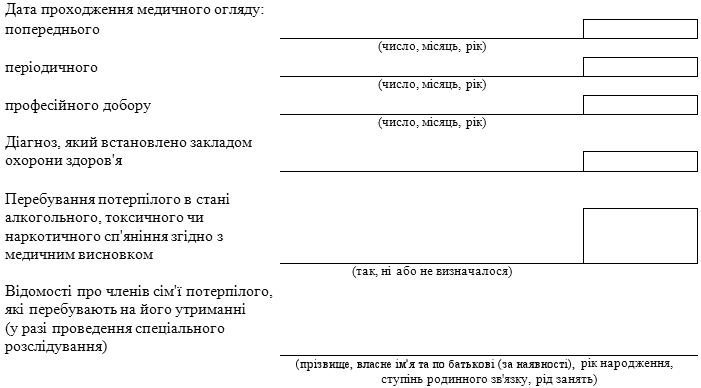 Дата проходження медичного огляду:
попереднього
(число, місяць, рік)
періодичного
(число, місяць, рік)
професійного добору
(число, місяць, рік)
Діагноз, який встановлено закладом
охорони здоров'я
Перебування потерпілого в стані
алкогольного, токсичного чи
наркотичного сп'яніння згідно з
медичним висновком
(так, ні або не визначалося)
Відомості про членів сім'ї потерпілого,
які перебувають на його утриманні
(у разі проведення спеціального
розслідування)
(прізвище, власне ім'я та по батькові (за наявності), рік народження,
ступінь родинного зв'язку, рід занять)